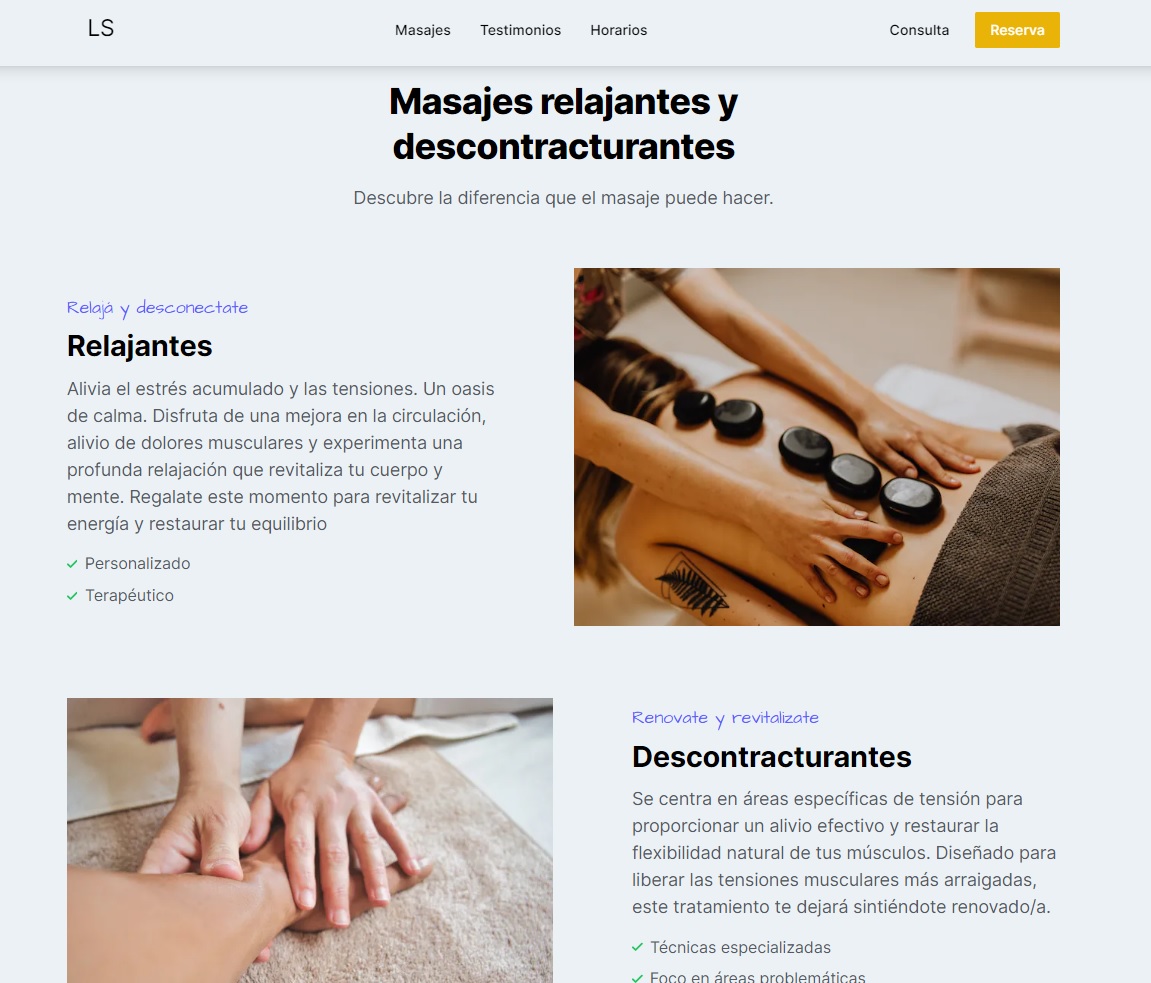 LS
Masajes
Testimonios
Horarios
Consulta
Reserva
Masajes relajantes y
descontracturantes
Descubre la diferencia que el masaje puede hacer.
Relajá y desconectate
Relajantes
Alivia el estrés acumulado y las tensiones. Un oasis
de calma. Disfruta de una mejora en la circulación,
alivio de dolores musculares y experimenta una
profunda relajación que revitaliza tu cuerpo y
mente. Regalate este momento para revitalizar tu
energía y restaurar tu equilibrio
Personalizado
Terapéutico
Renovate y revitalizate
Descontracturantes
Se centra en áreas específicas de tensión para
proporcionar un alivio efectivo y restaurar la
flexibilidad natural de tus músculos. Diseñado para
liberar las tensiones musculares más arraigadas,
este tratamiento te dejará sintiéndote renovado/a.
Técnicas especializadas
Foco en áreas problemáticas